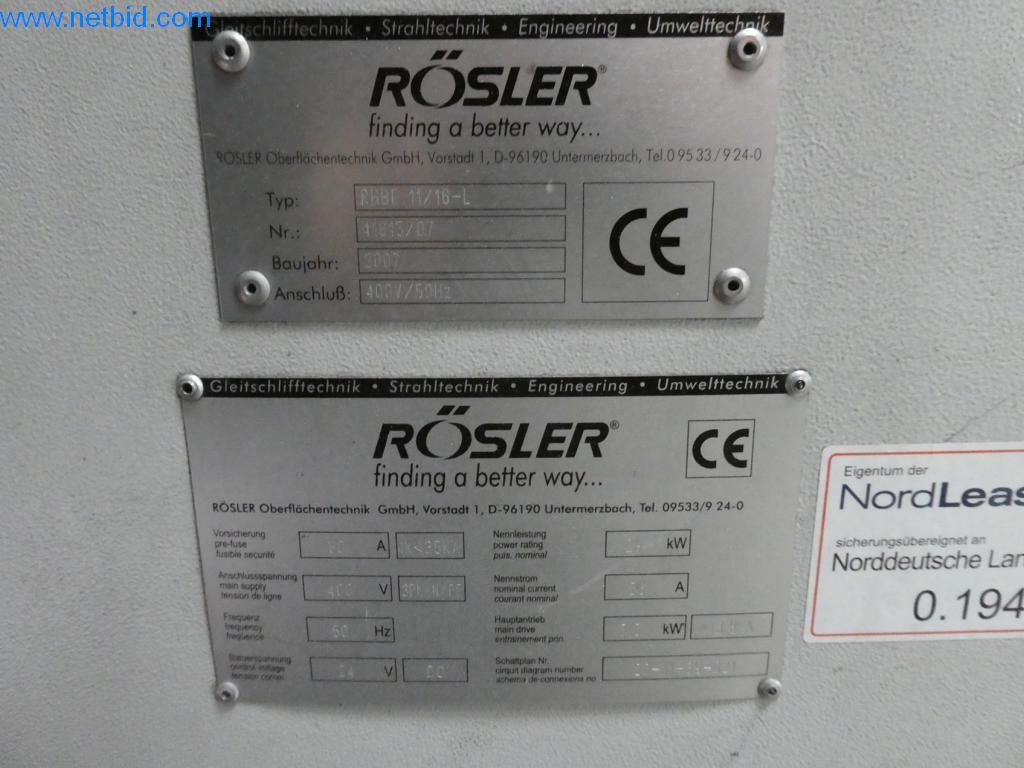 www.netbid.com
Gleitschlifftechnik • Strahltechnik • Engineering • Umwelttechnik
RÖSLER®
finding a better way...
RÖSLER Oberflächentechnik GmbH, Vorstadt 1, D-96190 Untermerzbach, Tel.0 95 33/9 24-0
Typ: 11/16-L
Nr.:
Baujahr: 2007
Anschluß: 400V/50Hz
CE
Gleitschlifftechnik • Strahltechnik • Engineering • Umwelttechnik
RÖSLER®
finding a better way...
CE
RÖSLER Oberflächentechnik GmbH, Vorstadt 1, D-96190 Untermerzbach, Tel. 09533/9 24-0
Vorsicherung
pre-fuse
fusible securité
A
Anschlussspannung
main supply
tension de ligne
400 V
Frequenz
frequency
fréquence
Hz
Steuerspannung
control voltage
tension comm.
24 V
DC
Nennleistung
power rating
puis. nominal
kW
Nennstrom
nominal current
courant nominal
A
Hauptantrieb
main drive
entrainement pon.
kW
Schaltplan Nr.
circuit diagram number
schema de connexions no
Eigentum der
NordLeas
sicherungsübereignet an
Norddeutsche Lan
0.194